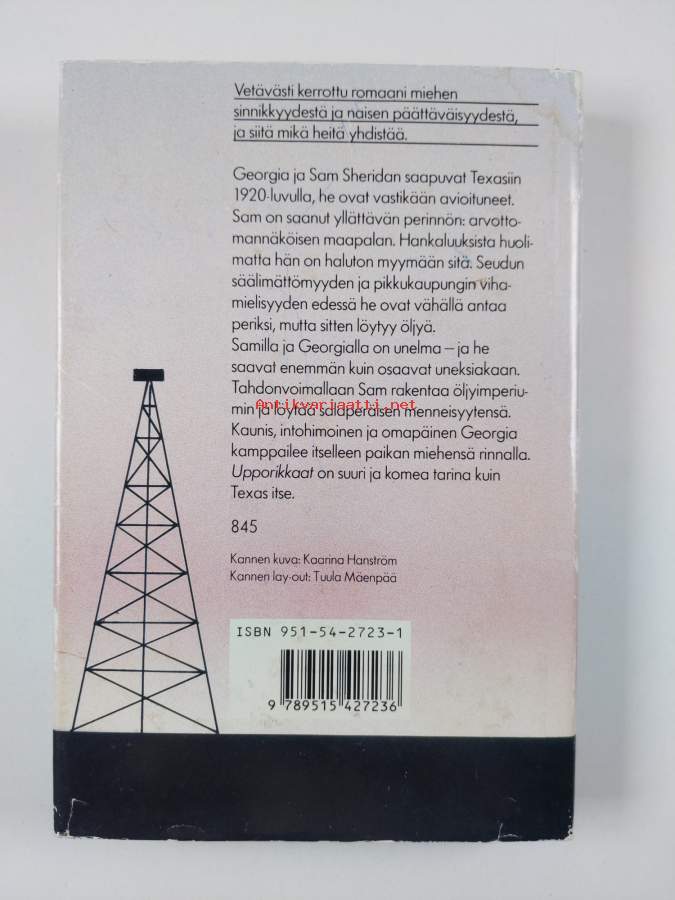 Vetävästi kerrottu romaani miehen
sinnikkyydestä ja naisen päättäväisyydestä,
ja siitä mikä heitä yhdistää.
Georgia ja Sam Sheridan saapuvat Texasiin
1920-luvulla, he ovat vastikään avioituneet.
Sam on saanut yllättävän perinnön: arvotto-
mannäköisen maapalan. Hankaluuksista huoli-
matta hän on haluton myymään sitä. Seudun
säälimättömyyden ja pikkukaupungin viha-
mielisyyden edessä he ovat vähällä antaa
periksi, mutta sitten löytyy öljyä.
Samilla ja Georgialla on unelma – ja he
saavat enemmän kuin osaavat uneksiakaan.
Tahdonvoimallaan Sam rakentaa öljyimperiu-
Antikvariaatti.net
min ja löytää salaperäisen menneisyytensä.
Kaunis, intohimoinen ja omapäinen Georgia
kamppailee itselleen paikan miehensä rinnalla.
Upporikkaat on suuri ja komea tarina kuin
Texas itse.
845
Kannen kuva: Kaarina Hanström
Kannen lay-out: Tuula Mäenpää
ISBN 951-54-2723-1
9 789515 427236